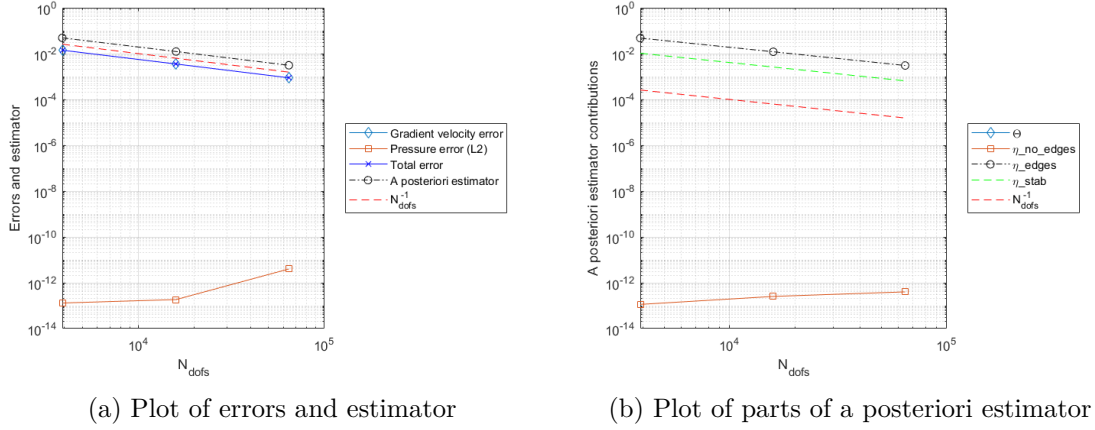 10^0
10^-2
10^-4
10^-6
10^-8
10^-10
10^-12
10^-14
Errors and estimator
10^4
10^5
N_dofs
Gradient velocity error
Pressure error (L2)
Total error
A posteriori estimator
N_dofs^-1
(a) Plot of errors and estimator
10^0
10^-2
10^-4
10^-6
10^-8
10^-10
10^-12
10^-14
A posteriori estimator contributions
10^4
10^5
N_dofs
Θ
η_no_edges
η_edges
η_stab
N_dofs^-1
(b) Plot of parts of a posteriori estimator